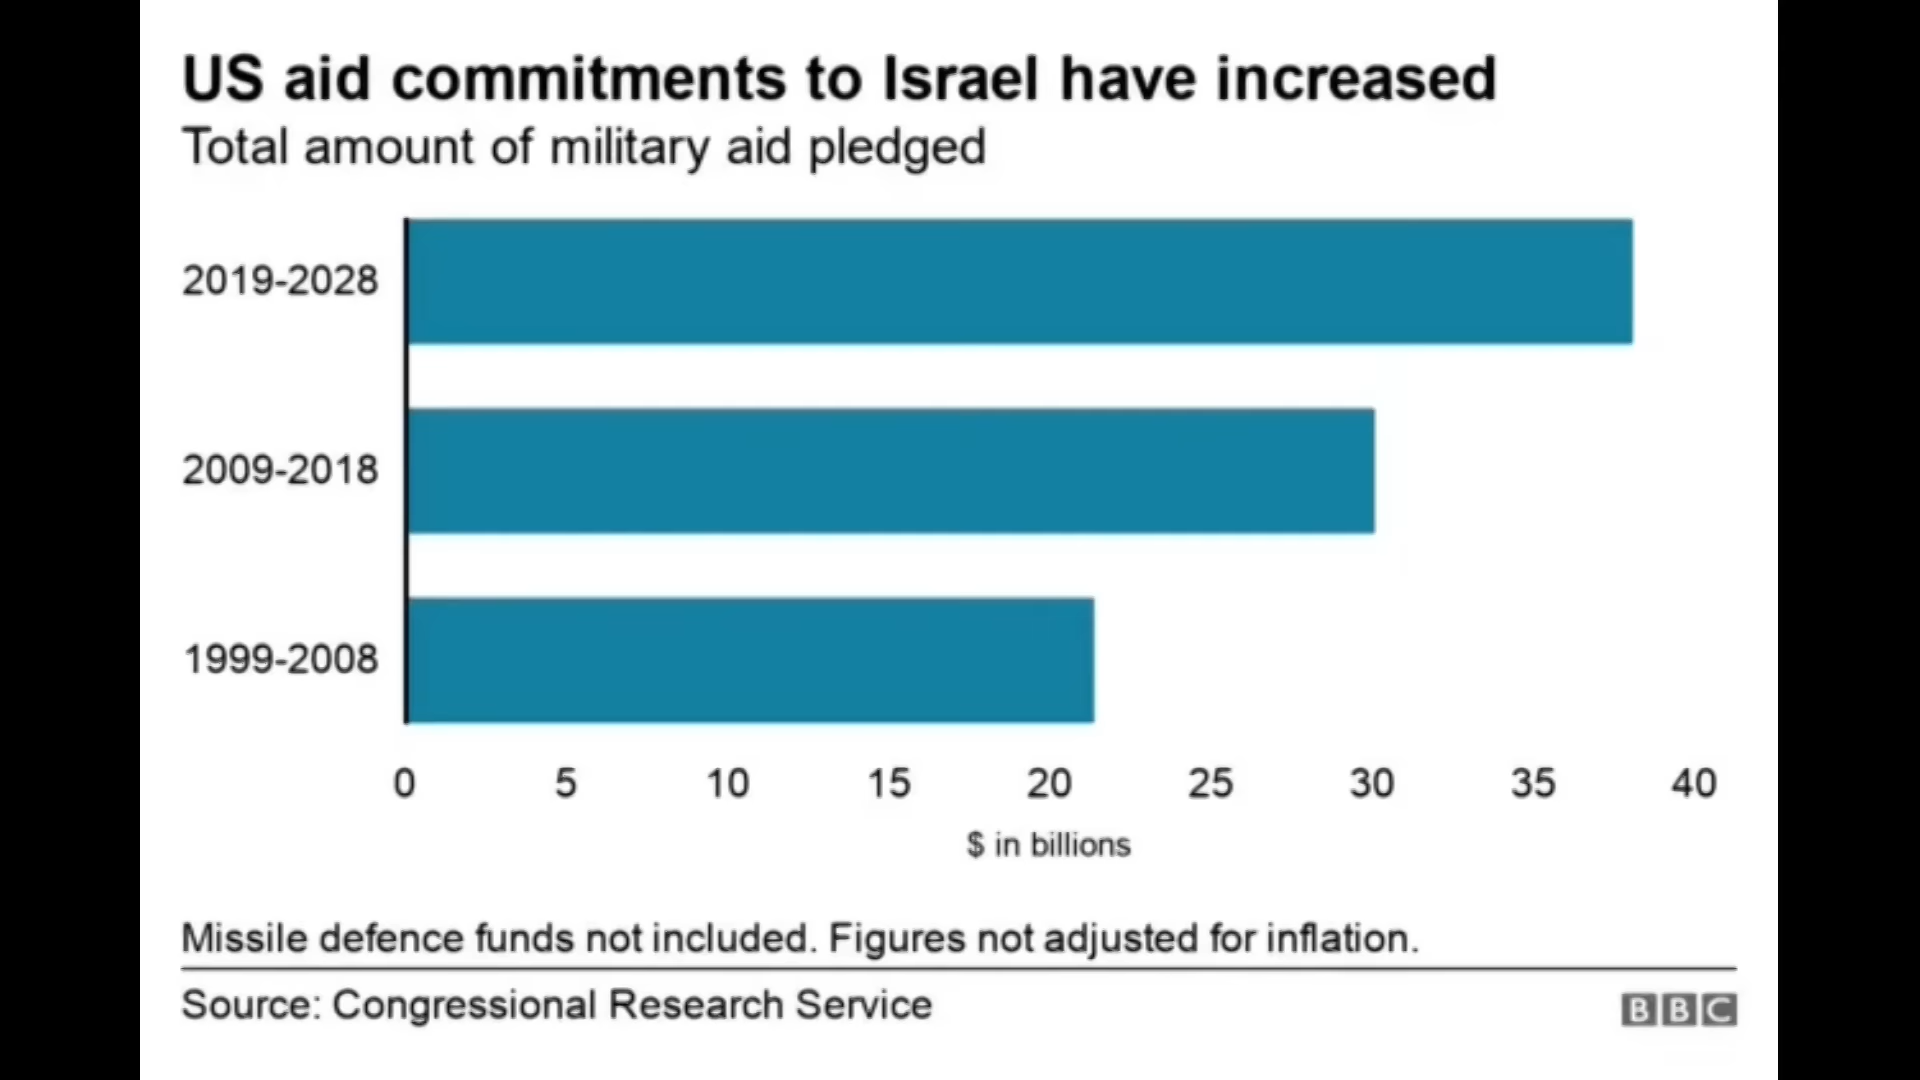 US aid commitments to Israel have increased
Total amount of military aid pledged
2019-2028
2009-2018
1999-2008
0 5 10 15 20 25 30 35 40
$ in billions
Missile defence funds not included. Figures not adjusted for inflation.
Source: Congressional Research Service
BBC